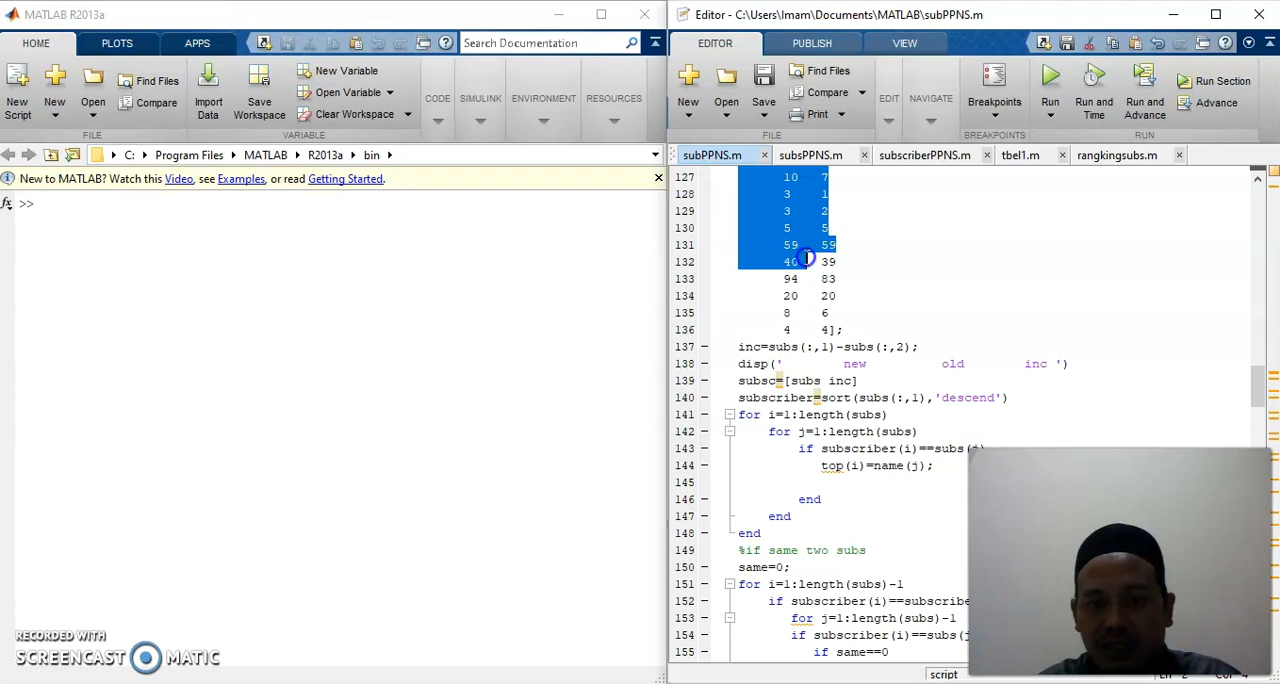 MATLAB R2013a
HOME PLOTS APPS
Search Documentation
New Script
New
Open
Find Files
Compare
Import Data
Save Workspace
New Variable
Open Variable
Clear Workspace
CODE SIMULINK ENVIRONMENT RESOURCES
FILE VARIABLE
C: Program Files MATLAB R2013a bin
New to MATLAB? Watch this Video, see Examples, or read Getting Started.
fx >>
RECORDED WITH
SCREENCAST MATIC
Editor - C:\Users\Imam\Documents\MATLAB\subPPNS.m
EDITOR PUBLISH VIEW
New
Open
Save
Find Files
Compare
Print
EDIT NAVIGATE
Breakpoints
Run
Run and Time
Run and Advance
Run Section
Advance
FILE BREAKPOINTS RUN
subPPNS.m subsPPNS.m subscriberPPNS.m tbel1.m rangkingsubs.m
127 10 7
128 3 1
129 3 2
130 5 5
131 59 59
132 40 39
133 94 83
134 20 20
135 8 6
136 4 4];
137 inc=subs(:,1)-subs(:,2);
138 disp(' new old inc ')
139 subsc=[subs inc]
140 subscriber=sort(subs(:,1),'descend')
141 for i=1:length(subs)
142 for j=1:length(subs)
143 if subscriber(i)==subs(j)
144 top(i)=name(j);
145
146 end
147 end
148 end
149 %if same two subs
150 same=0;
151 for i=1:length(subs)-1
152 if subscriber(i)==subscribe
153 for j=1:length(subs)-1
154 if subscriber(i)==subs(j
155 if same==0
script